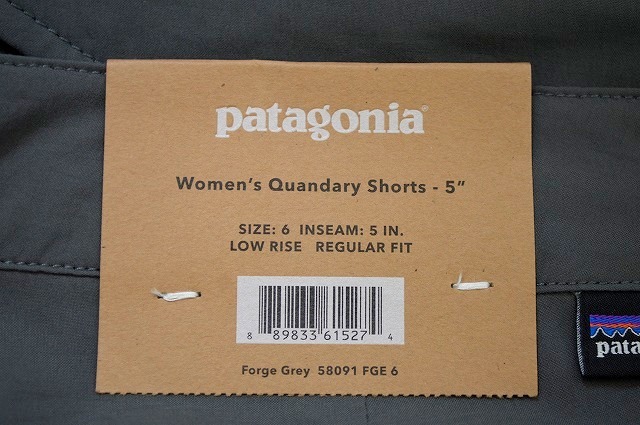 patagonia®
Women's Quandary Shorts - 5"
SIZE: 6 INSEAM: 5 IN.
LOW RISE REGULAR FIT
8 89833 61527 4
Forge Grey 58091 FGE 6
pata